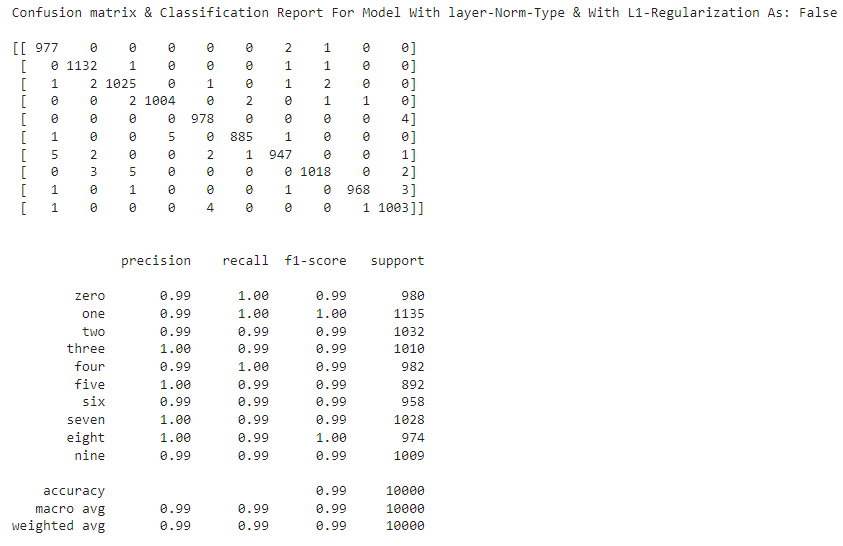 Confusion matrix & Classification Report For Model With layer-Norm-Type & With L1-Regularization As: False
[[ 977 0 0 0 0 0 2 1 0 0]
[ 0 1132 1 0 0 0 1 1 0 0]
[ 1 2 1025 0 1 0 1 2 0 0]
[ 0 0 2 1004 0 2 0 1 1 0]
[ 0 0 0 0 978 0 0 0 0 4]
[ 1 0 0 5 0 885 1 0 0 0]
[ 5 2 0 0 2 1 947 0 0 1]
[ 0 3 5 0 0 0 0 1018 0 2]
[ 1 0 1 0 0 0 1 0 968 3]
[ 1 0 0 0 4 0 0 0 1 1003]]
precision recall f1-score support
zero 0.99 1.00 0.99 980
one 0.99 1.00 1.00 1135
two 0.99 0.99 0.99 1032
three 1.00 0.99 0.99 1010
four 0.99 1.00 0.99 982
five 1.00 0.99 0.99 892
six 0.99 0.99 0.99 958
seven 1.00 0.99 0.99 1028
eight 1.00 0.99 1.00 974
nine 0.99 0.99 0.99 1009
accuracy 0.99 10000
macro avg 0.99 0.99 0.99 10000
weighted avg 0.99 0.99 0.99 10000